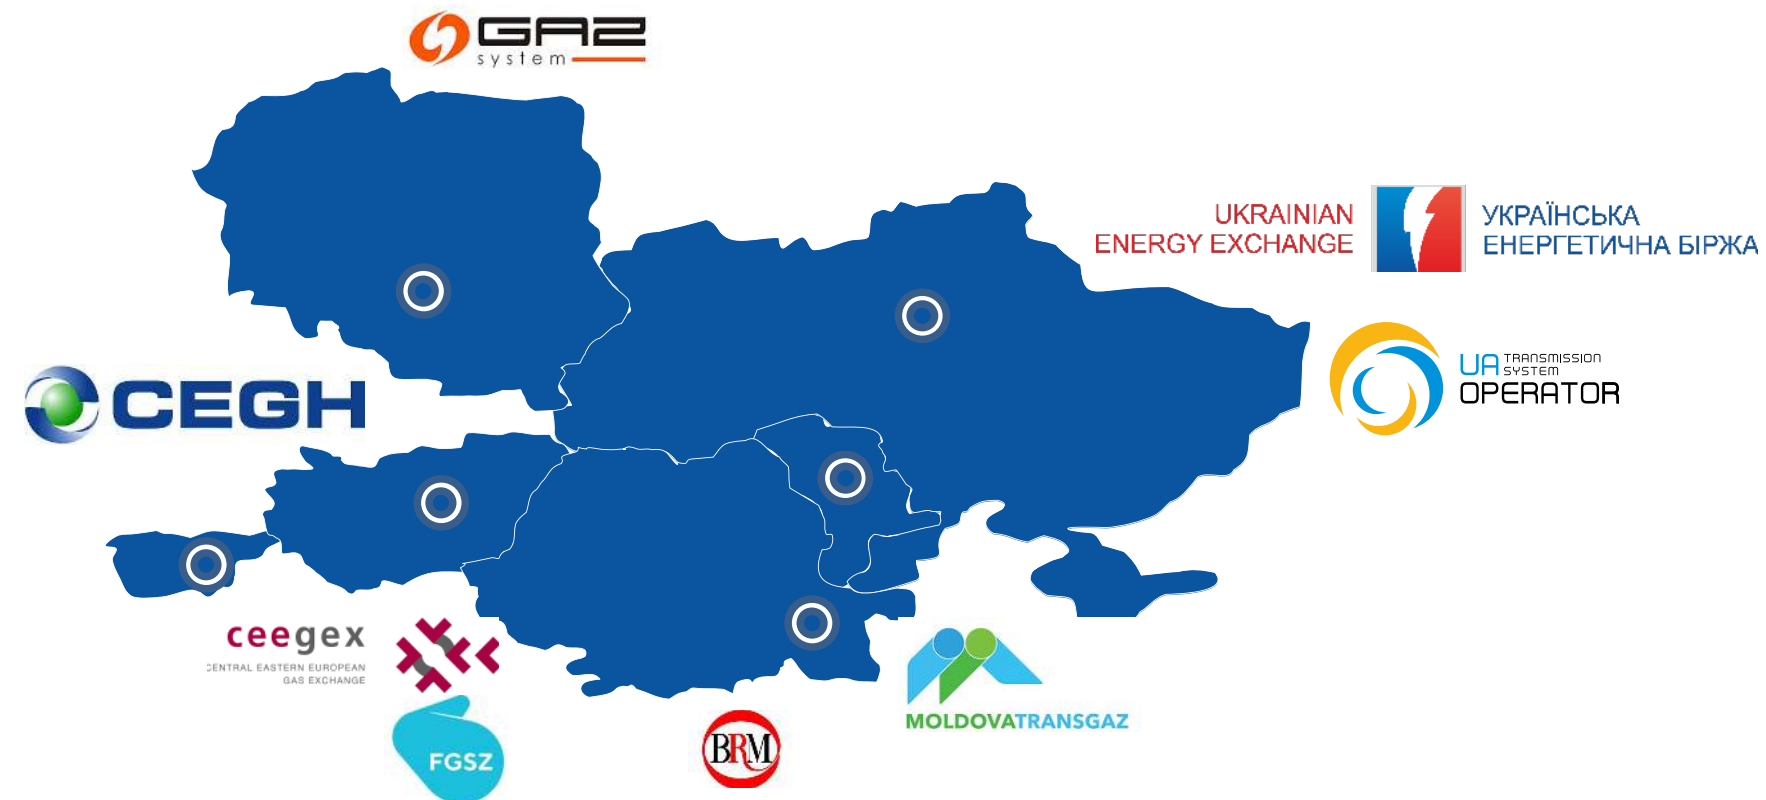 GAZ
system
UKRAINIAN
ENERGY EXCHANGE
УКРАЇНСЬКА
ЕНЕРГЕТИЧНА БІРЖА
UA TRANSMISSION
SYSTEM
OPERATOR
CEGH
ceegex
CENTRAL EASTERN EUROPEAN
GAS EXCHANGE
FGSZ
BRM
MOLDOVATRANSGAZ